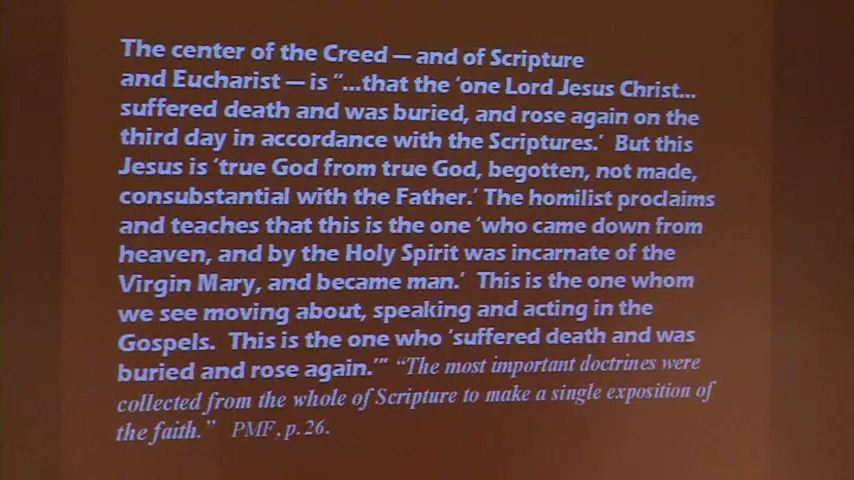 The center of the Creed — and of Scripture
and Eucharist — is “...that the ‘one Lord Jesus Christ...
suffered death and was buried, and rose again on the
third day in accordance with the Scriptures.’ But this
Jesus is ‘true God from true God, begotten, not made,
consubstantial with the Father.’ The homilist proclaims
and teaches that this is the one ‘who came down from
heaven, and by the Holy Spirit was incarnate of the
Virgin Mary, and became man.’ This is the one whom
we see moving about, speaking and acting in the
Gospels. This is the one who ‘suffered death and was
buried and rose again.’” “The most important doctrines were
collected from the whole of Scripture to make a single exposition of
the faith.” PMF, p. 26.